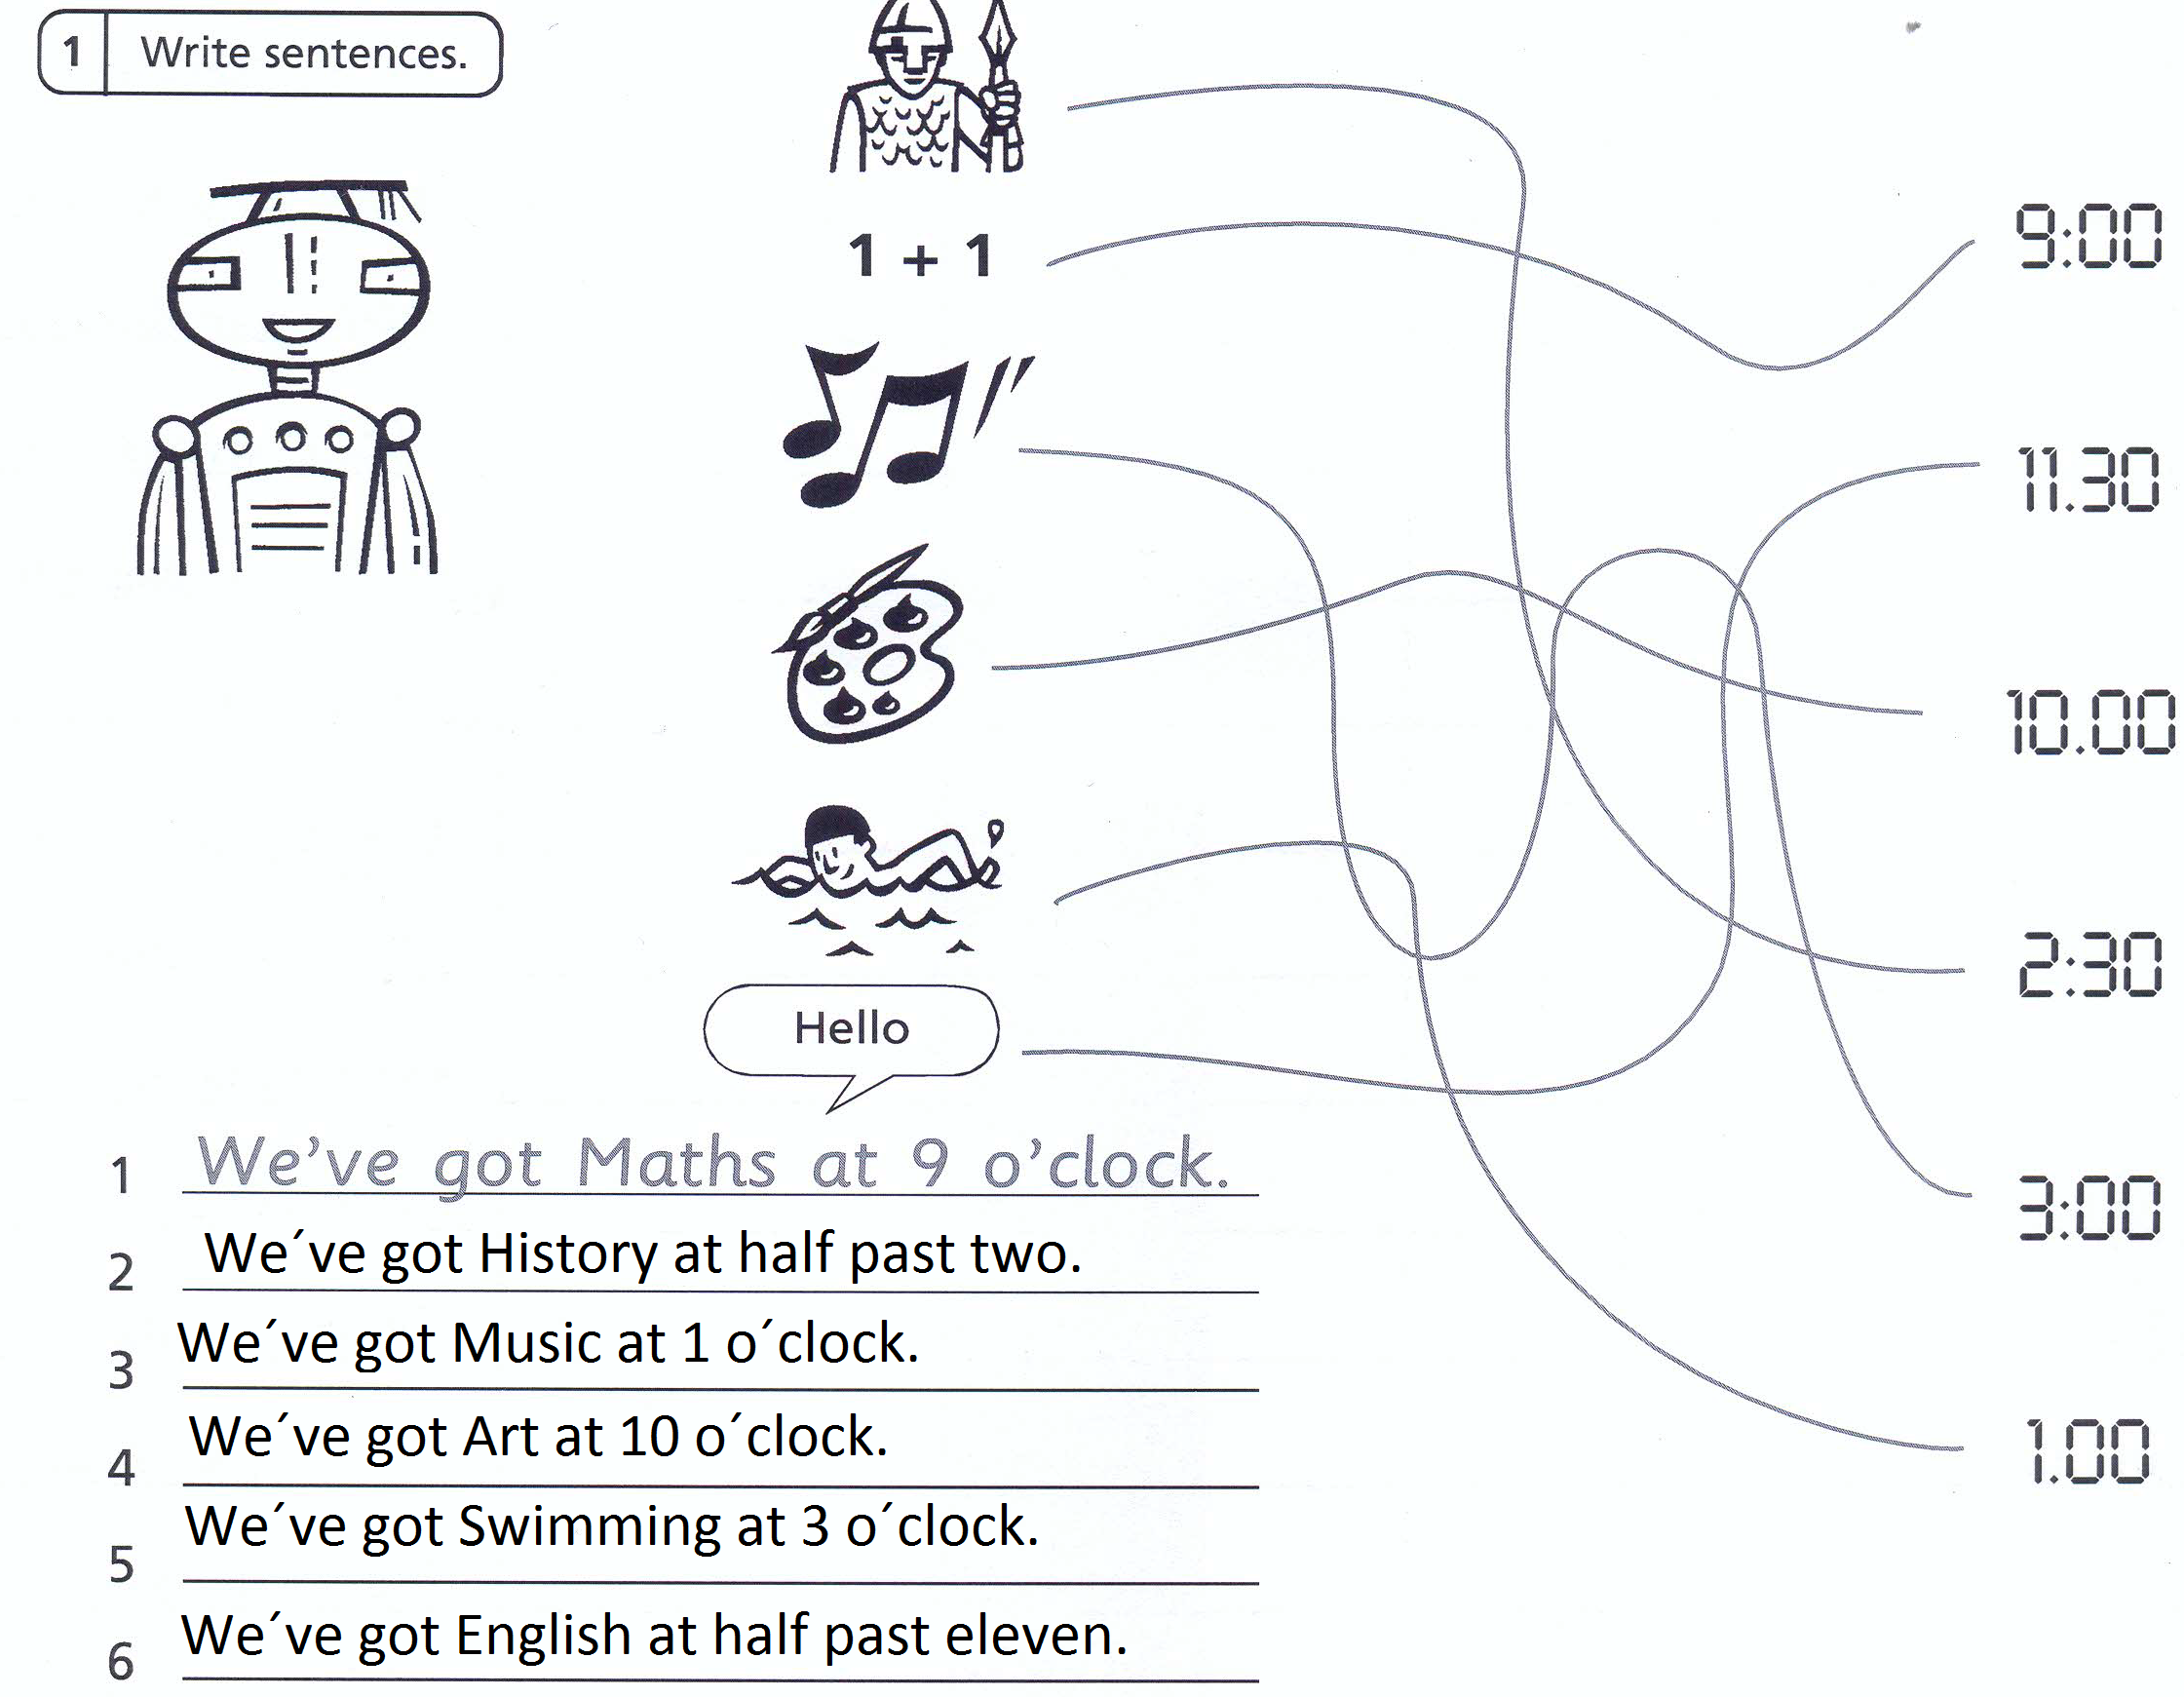 1 Write sentences.
9:00
1 + 1
11.30
10.00
2:30
Hello
3:00
1.00
1 We've got Maths at 9 o'clock.
2 We´ve got History at half past two.
3 We´ve got Music at 1 o´clock.
4 We´ve got Art at 10 o´clock.
5 We´ve got Swimming at 3 o´clock.
6 We´ve got English at half past eleven.